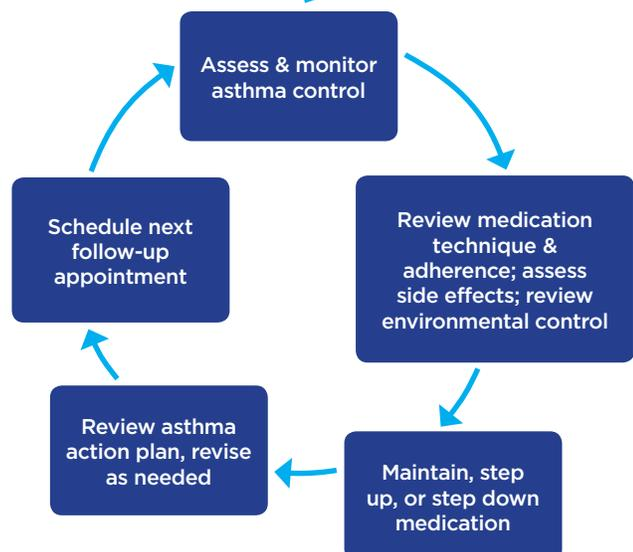 Assess & monitor
asthma control
Review medication
technique &
adherence; assess
side effects; review
environmental control
Maintain, step
up, or step down
medication
Review asthma
action plan, revise
as needed
Schedule next
follow-up
appointment